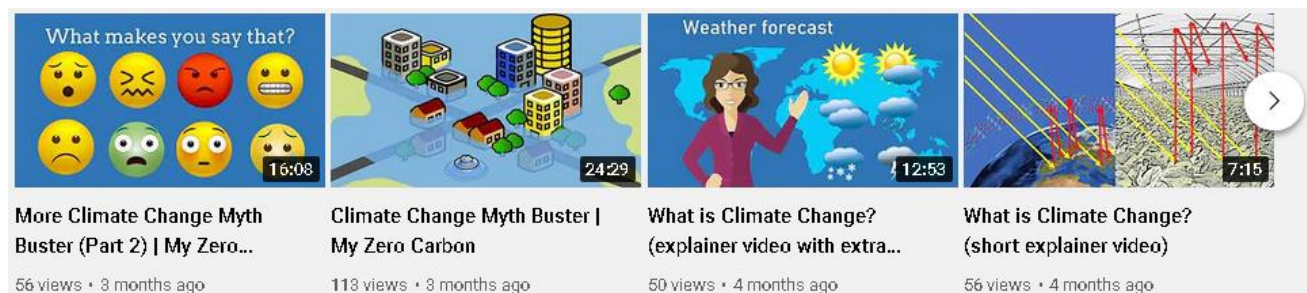 What makes you say that?
16:08
24:29
Weather forecast
12:53
7:15
More Climate Change Myth
Buster (Part 2) | My Zero...
56 views • 3 months ago
Climate Change Myth Buster |
My Zero Carbon
113 views • 3 months ago
What is Climate Change?
(explainer video with extra...
50 views • 4 months ago
What is Climate Change?
(short explainer video)
56 views • 4 months ago